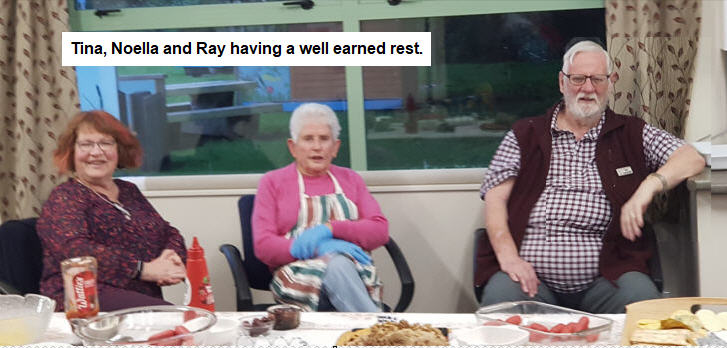 Tina, Noella and Ray having a well earned rest.
Wattie's